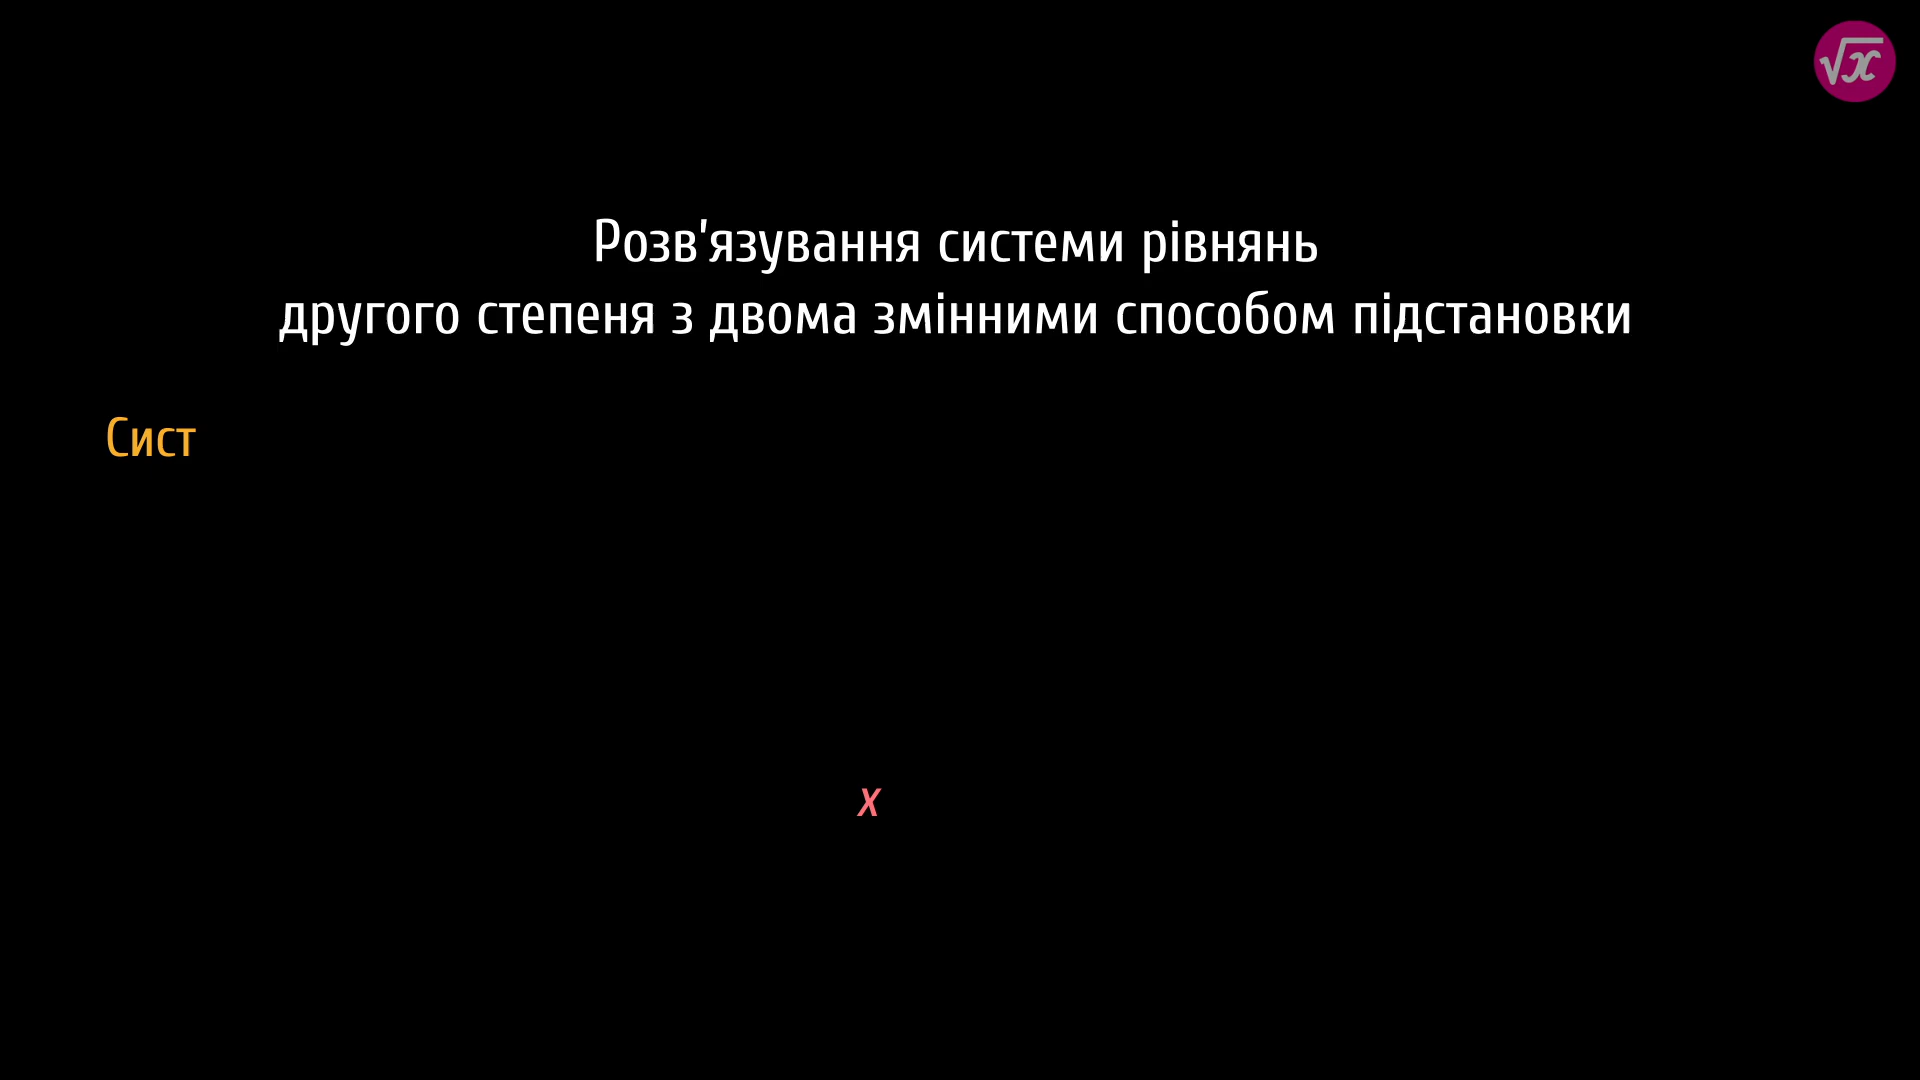 √x
Розв'язування системи рівнянь
другого степеня з двома змінними способом підстановки
Сист
x